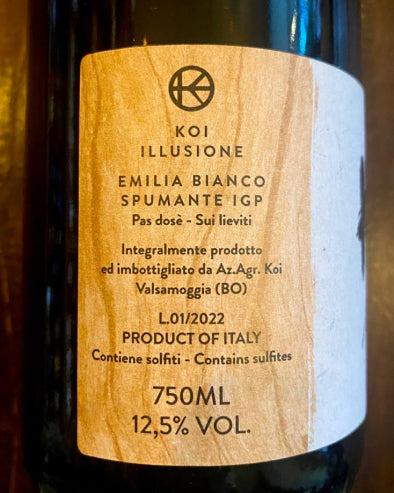 KOI
ILLUSIONE
EMILIA BIANCO
SPUMANTE IGP
Pas dosè - Sui lieviti
Integralmente prodotto
ed imbottigliato da Az.Agr. Koi
Valsamoggia (BO)
L.01/2022
PRODUCT OF ITALY
Contiene solfiti - Contains sulfites
750ML
12,5% VOL.